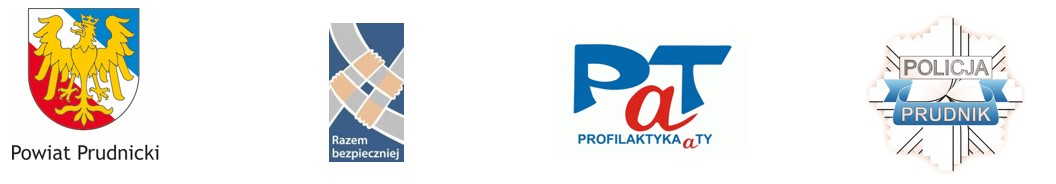 Powiat Prudnicki
Razem
bezpieczniej
PaT
PROFILAKTYKA a TY
POLICJA
PRUDNIK